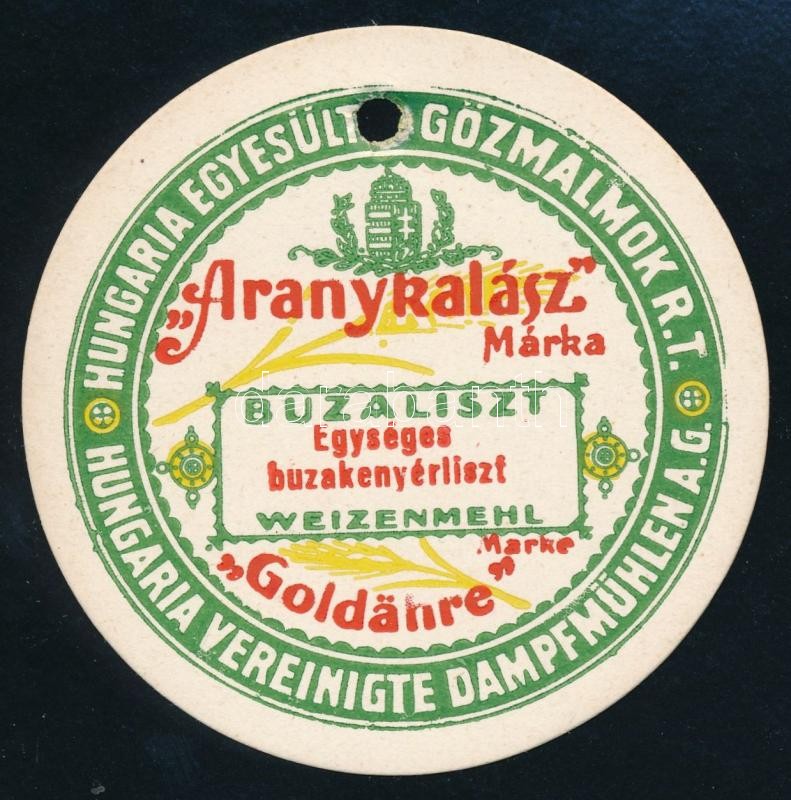 HUNGARIA EGYESÜLT GŐZMALMOK R.T.
„Aranykalász"
Márka
BUZALISZT
Egységes
buzakenyérliszt
WEIZENMEHL
Marke
„Goldähre"
HUNGARIA VEREINIGTE DAMPFMÜHLEN A.G.